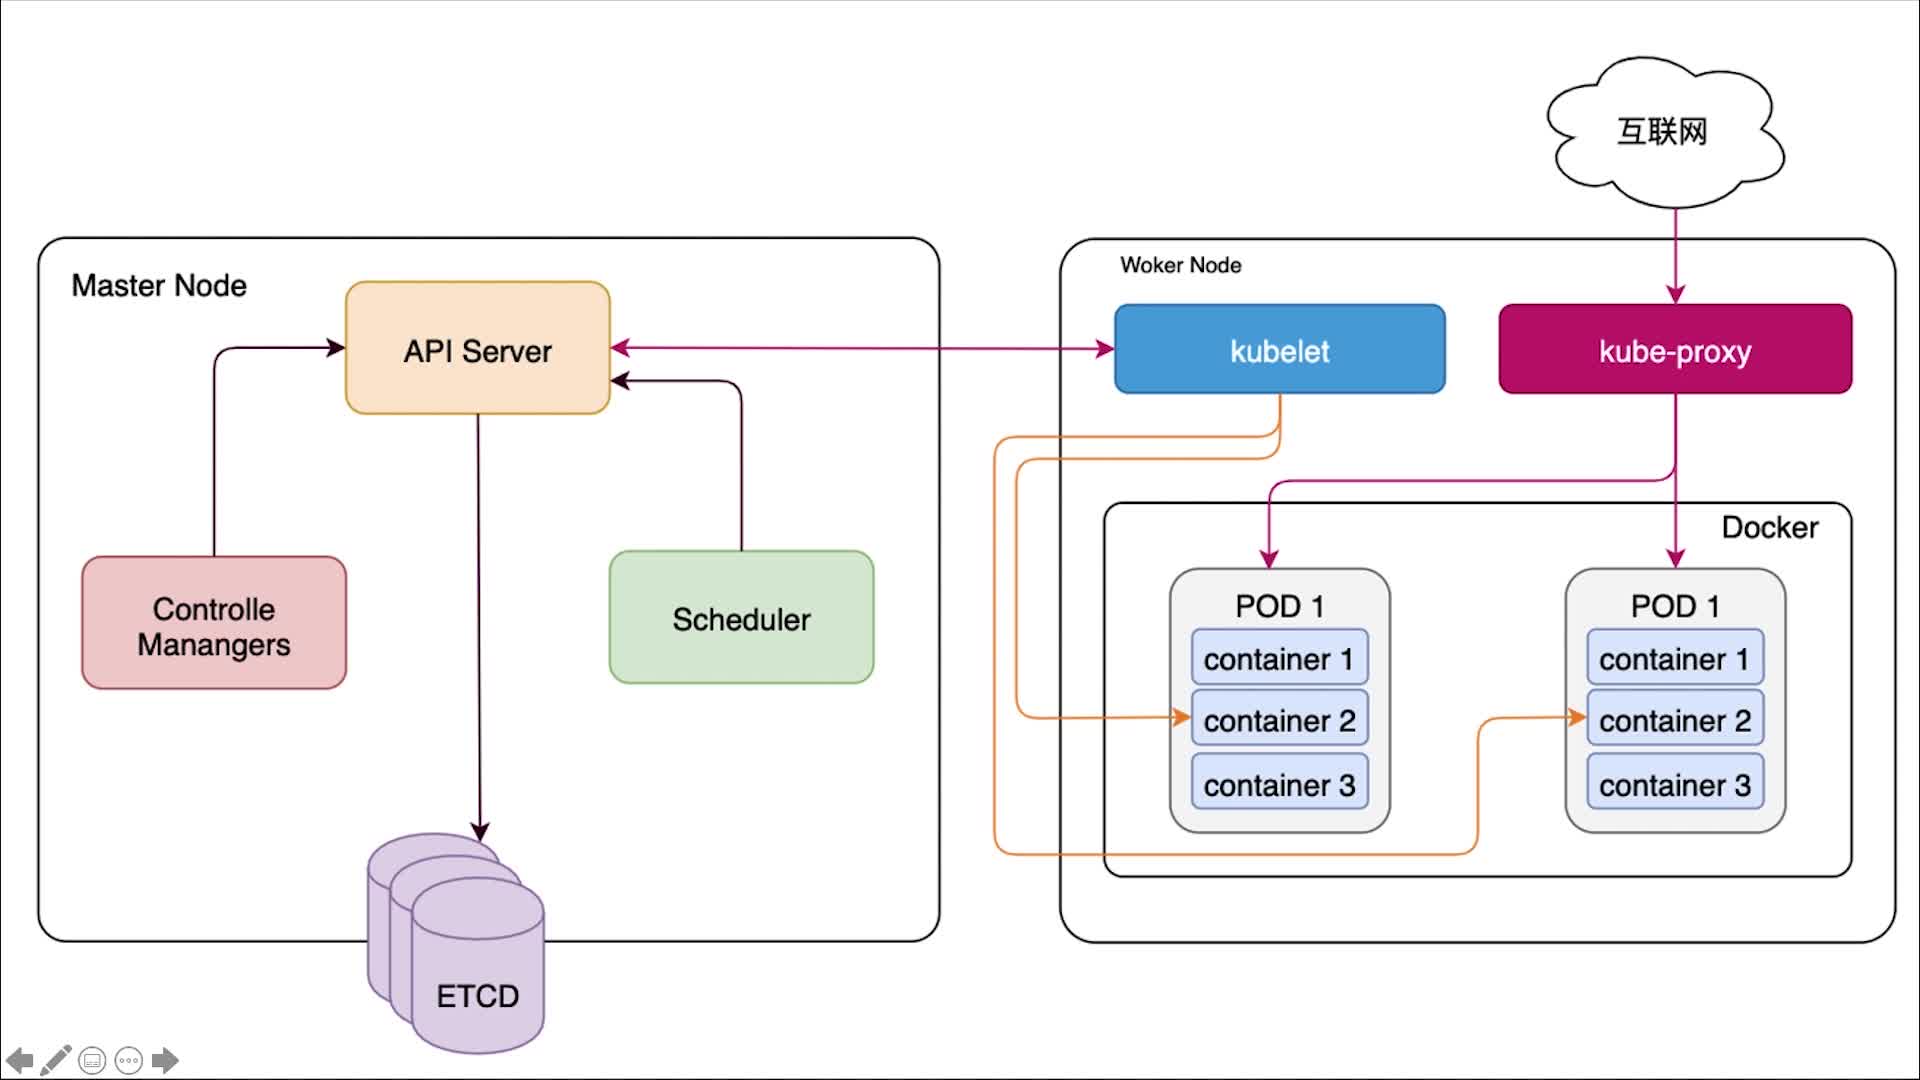 互联网
Master Node
API Server
Controlle
Manangers
Scheduler
ETCD
Woker Node
kubelet
kube-proxy
Docker
POD 1
container 1
container 2
container 3
POD 1
container 1
container 2
container 3